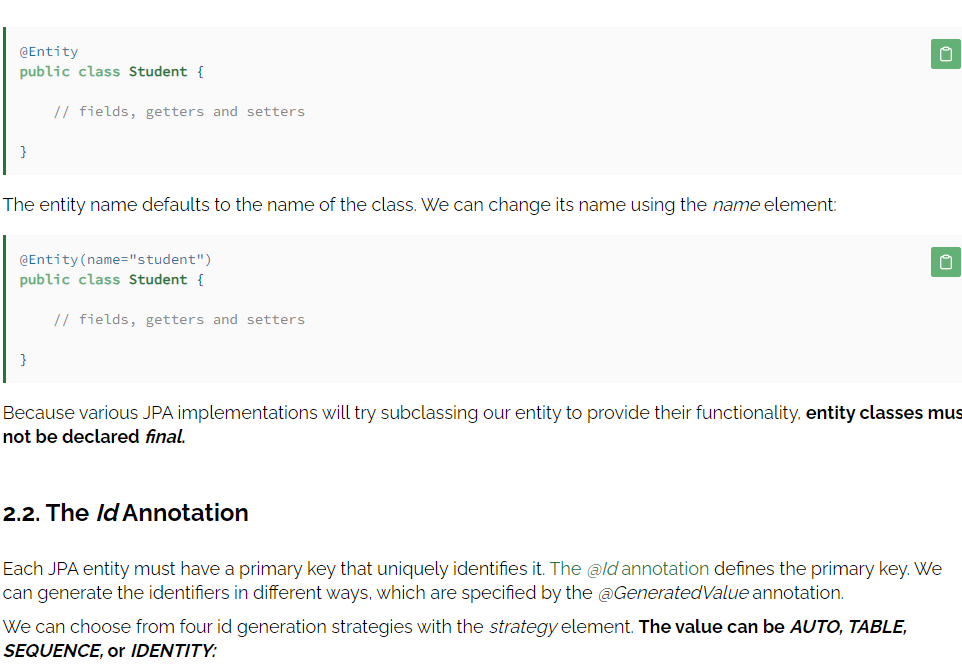 @Entity
public class Student {
// fields, getters and setters
}
The entity name defaults to the name of the class. We can change its name using the name element:
@Entity(name="student")
public class Student {
// fields, getters and setters
}
Because various JPA implementations will try subclassing our entity to provide their functionality, entity classes mus
not be declared final.
2.2. The Id Annotation
Each JPA entity must have a primary key that uniquely identifies it. The @Id annotation defines the primary key. We
can generate the identifiers in different ways, which are specified by the @GeneratedValue annotation.
We can choose from four id generation strategies with the strategy element. The value can be AUTO, TABLE,
SEQUENCE, or IDENTITY: